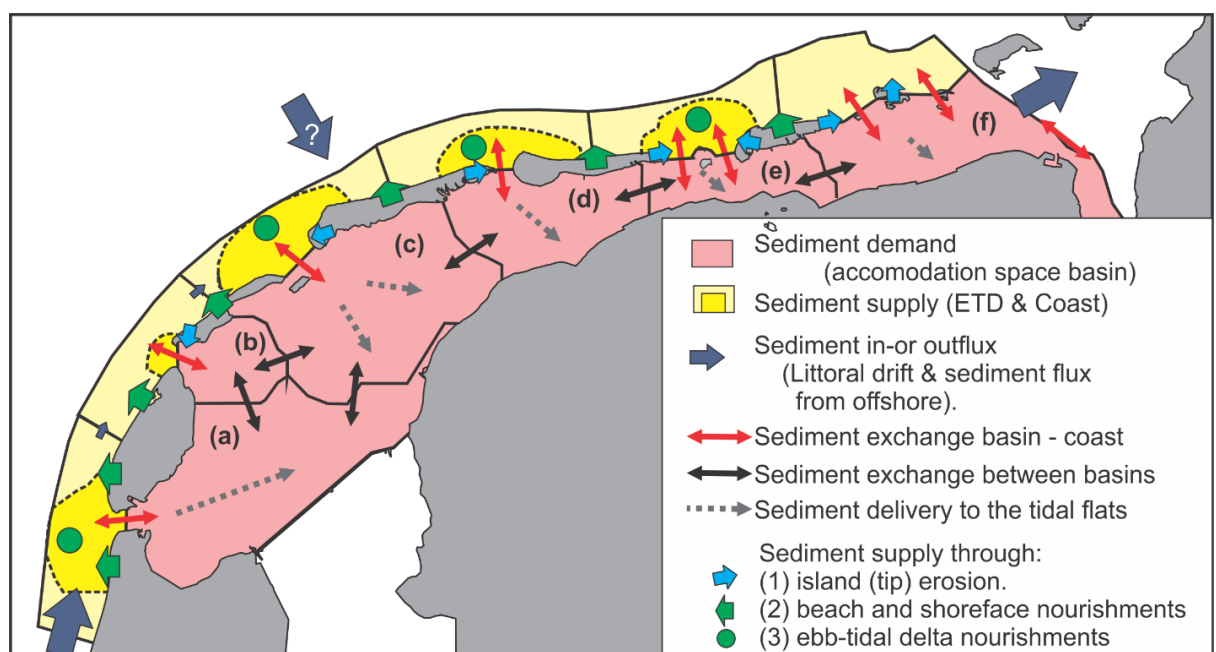 ?
(f)
(e)
(d)
(c)
(b)
(a)
Sediment demand
(accomodation space basin)
Sediment supply (ETD & Coast)
Sediment in-or outflux
(Littoral drift & sediment flux
from offshore).
Sediment exchange basin - coast
Sediment exchange between basins
Sediment delivery to the tidal flats
Sediment supply through:
(1) island (tip) erosion.
(2) beach and shoreface nourishments
(3) ebb-tidal delta nourishments